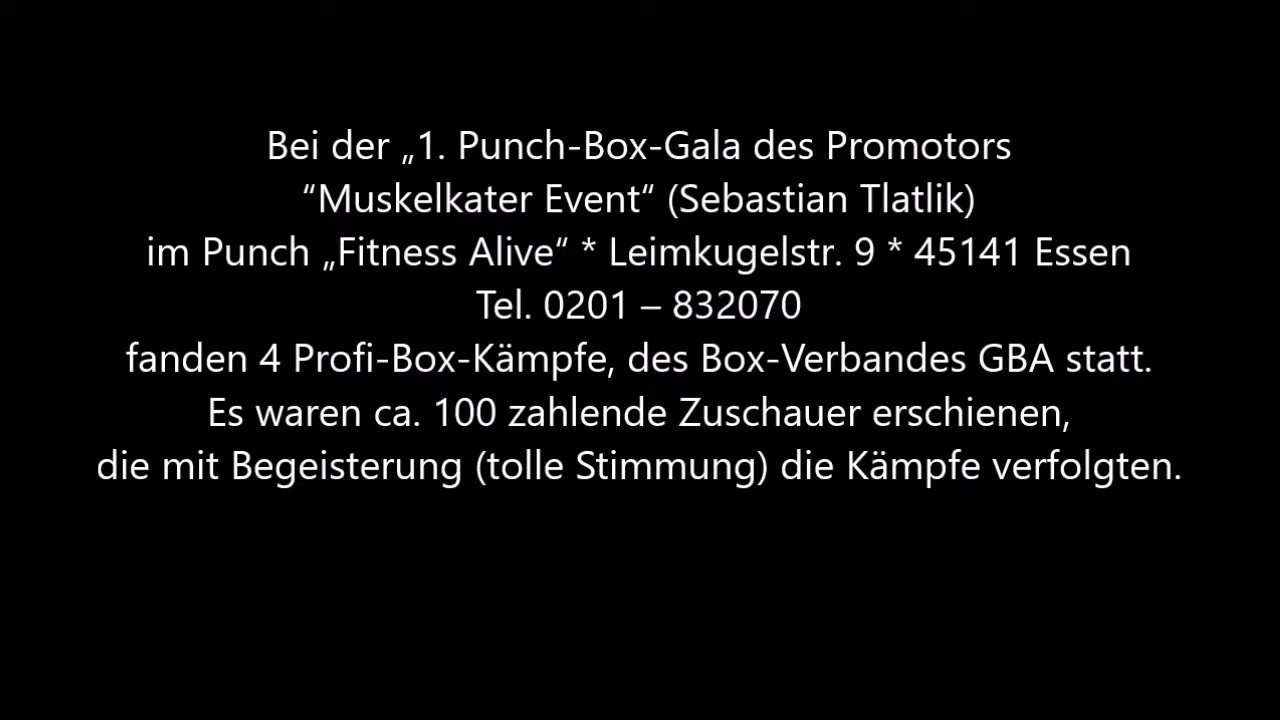 Bei der „1. Punch-Box-Gala des Promotors
“Muskelkater Event“ (Sebastian Tlatlik)
im Punch „Fitness Alive“ * Leimkugelstr. 9 * 45141 Essen
Tel. 0201 – 832070
fanden 4 Profi-Box-Kämpfe, des Box-Verbandes GBA statt.
Es waren ca. 100 zahlende Zuschauer erschienen,
die mit Begeisterung (tolle Stimmung) die Kämpfe verfolgten.